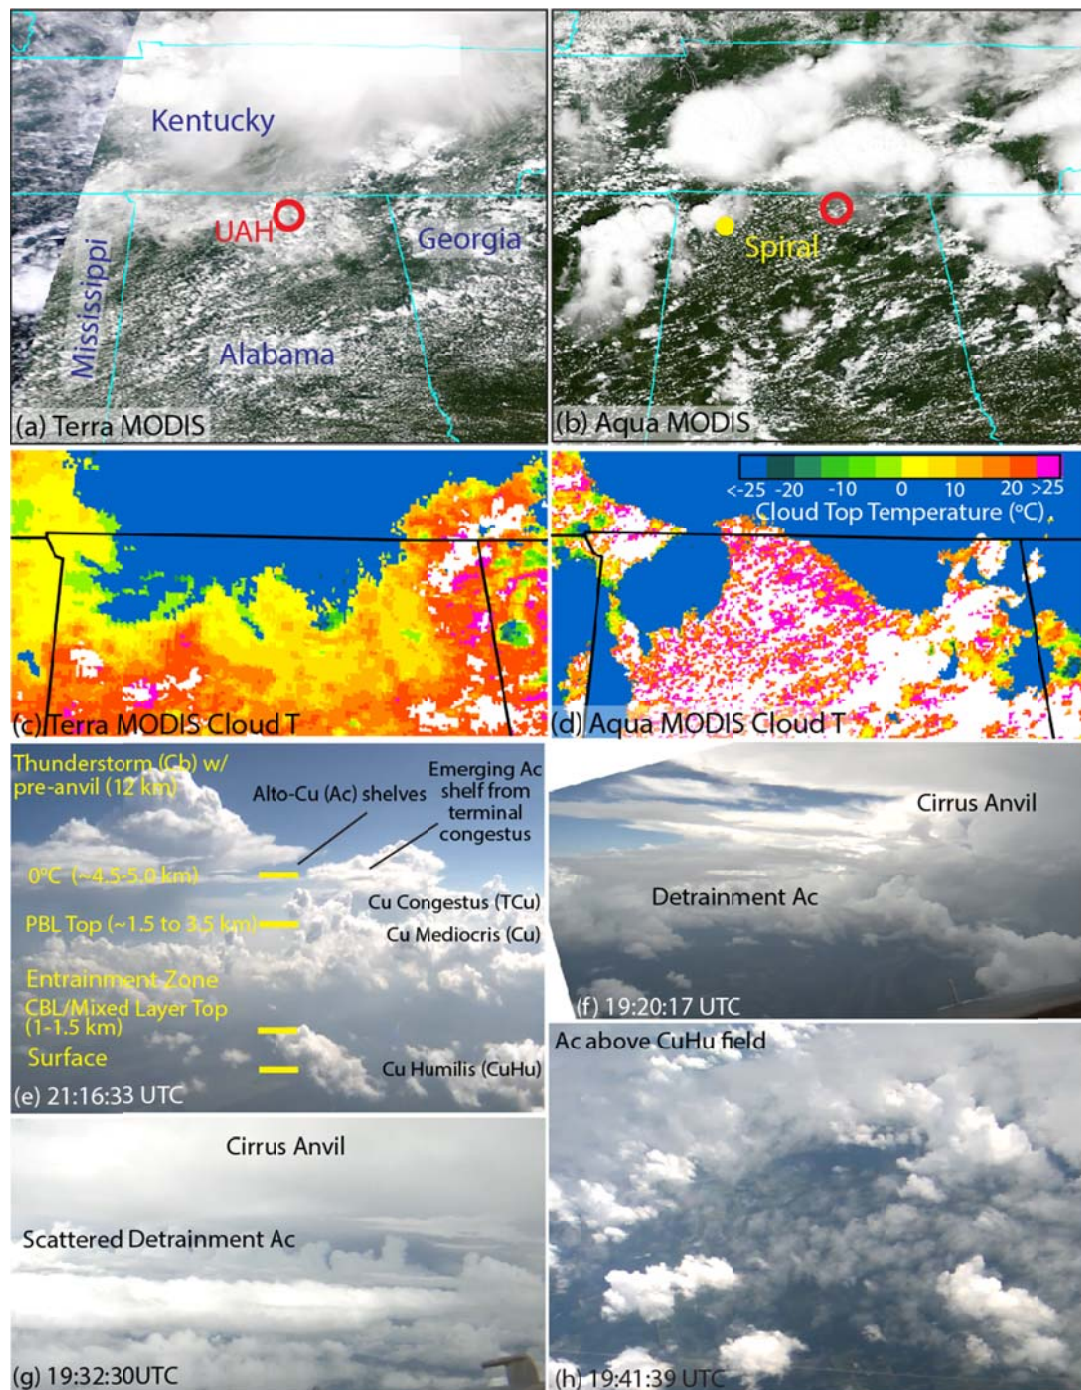 Kentucky
UAH
Georgia
Mississippi
Alabama
(a) Terra MODIS
Spiral
(b) Aqua MODIS
(c) Terra MODIS Cloud T
<-25 -20 -10 0 10 20 >25
Cloud Top Temperature (ºC)
(d) Aqua MODIS Cloud T
Thunderstorm (Cb) w/
pre-anvil (12 km)
Alto-Cu (Ac) shelves
Emerging Ac
shelf from
terminal
congestus
0ºC (~4.5-5.0 km)
Cu Congestus (TCu)
PBL Top (~1.5 to 3.5 km)
Cu Mediocris (Cu)
Entrainment Zone
CBL/Mixed Layer Top
(1-1.5 km)
Surface
Cu Humilis (CuHu)
(e) 21:16:33 UTC
Cirrus Anvil
Detrainment Ac
(f) 19:20:17 UTC
Cirrus Anvil
Scattered Detrainment Ac
(g) 19:32:30UTC
Ac above CuHu field
(h) 19:41:39 UTC